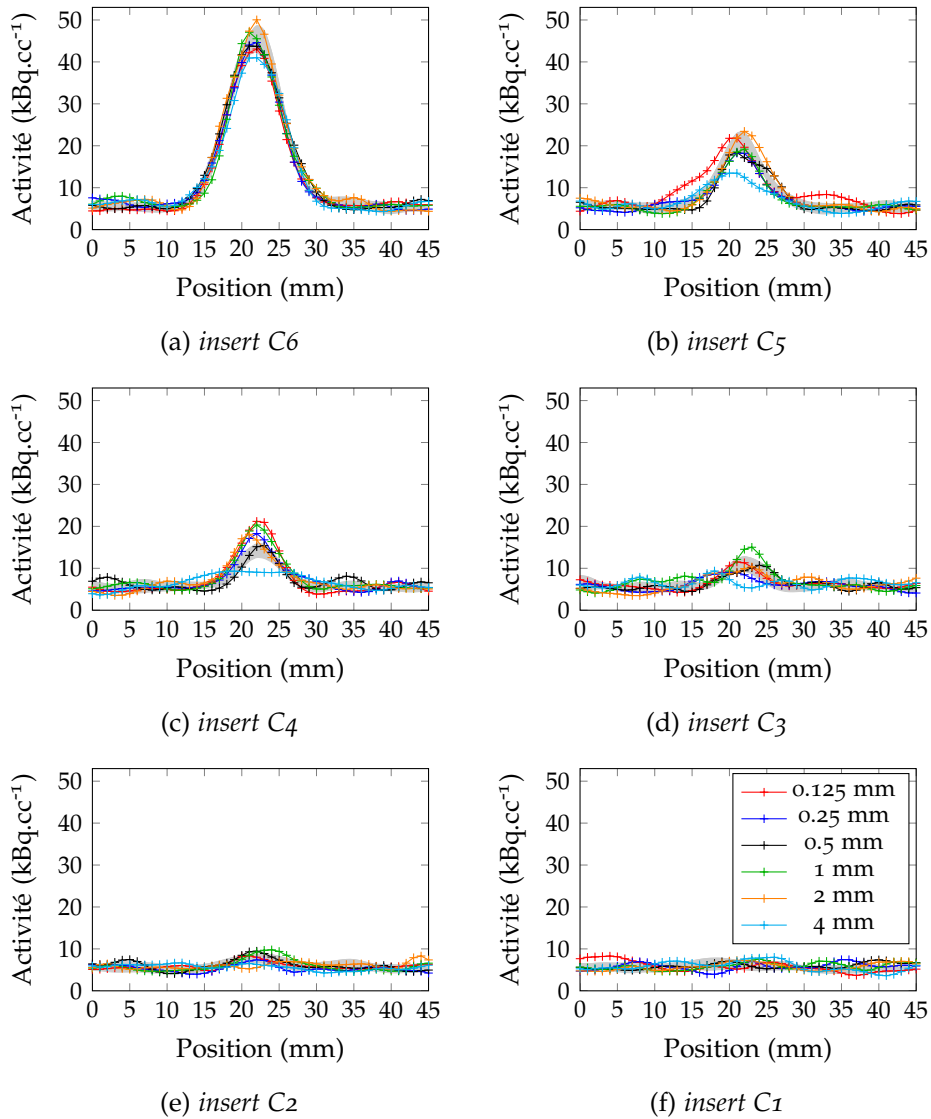 Activité (kBq.cc⁻¹)
50
40
30
20
10
0
0 5 10 15 20 25 30 35 40 45
Position (mm)
(a) insert C6
Activité (kBq.cc⁻¹)
50
40
30
20
10
0
0 5 10 15 20 25 30 35 40 45
Position (mm)
(b) insert C5
Activité (kBq.cc⁻¹)
50
40
30
20
10
0
0 5 10 15 20 25 30 35 40 45
Position (mm)
(c) insert C4
Activité (kBq.cc⁻¹)
50
40
30
20
10
0
0 5 10 15 20 25 30 35 40 45
Position (mm)
(d) insert C3
Activité (kBq.cc⁻¹)
50
40
30
20
10
0
0 5 10 15 20 25 30 35 40 45
Position (mm)
(e) insert C2
Activité (kBq.cc⁻¹)
50
40
30
20
10
0
0 5 10 15 20 25 30 35 40 45
Position (mm)
0.125 mm
0.25 mm
0.5 mm
1 mm
2 mm
4 mm
(f) insert C1